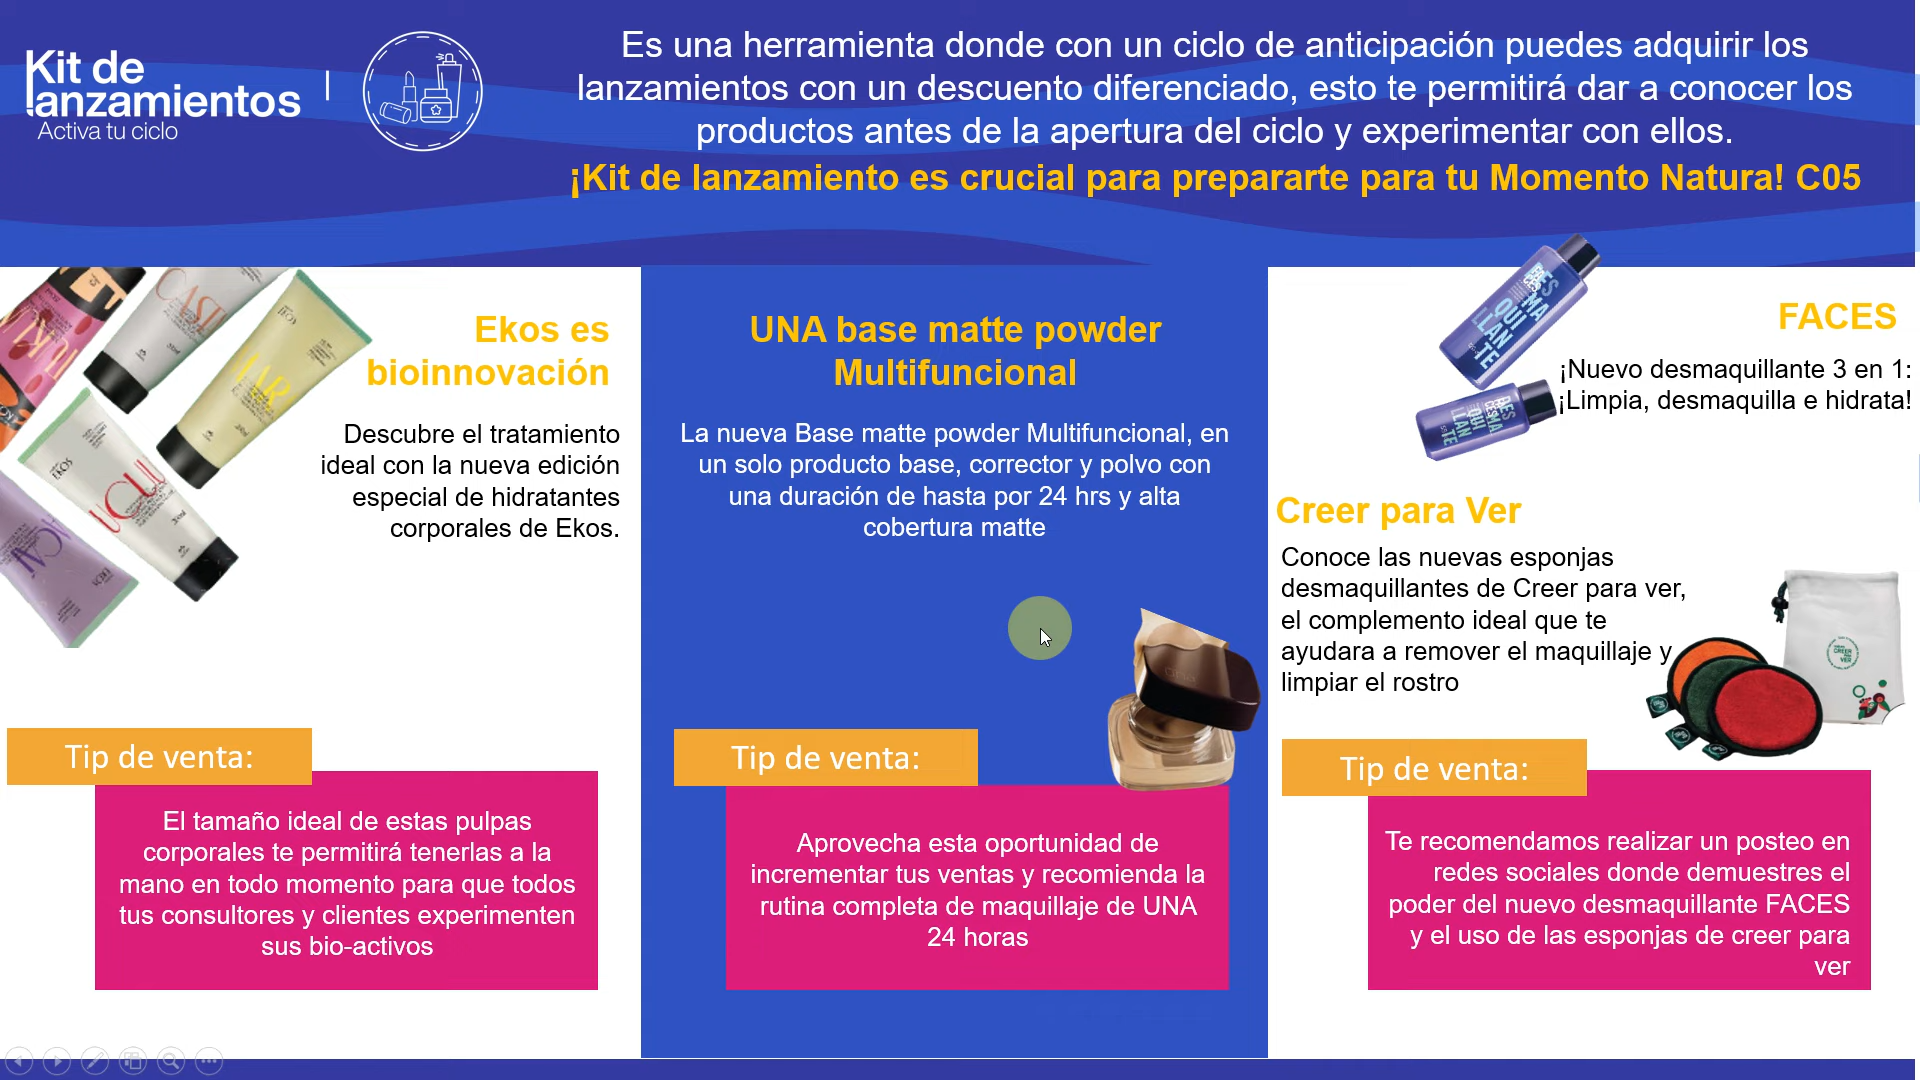 Kit de
lanzamientos
Activa tu ciclo
Es una herramienta donde con un ciclo de anticipación puedes adquirir los
lanzamientos con un descuento diferenciado, esto te permitirá dar a conocer los
productos antes de la apertura del ciclo y experimentar con ellos.
¡Kit de lanzamiento es crucial para prepararte para tu Momento Natura! C05
Ekos es
bioinnovación
Descubre el tratamiento
ideal con la nueva edición
especial de hidratantes
corporales de Ekos.
Tip de venta:
El tamaño ideal de estas pulpas
corporales te permitirá tenerlas a la
mano en todo momento para que todos
tus consultores y clientes experimenten
sus bio-activos
UNA base matte powder
Multifuncional
La nueva Base matte powder Multifuncional, en
un solo producto base, corrector y polvo con
una duración de hasta por 24 hrs y alta
cobertura matte
Tip de venta:
Aprovecha esta oportunidad de
incrementar tus ventas y recomienda la
rutina completa de maquillaje de UNA
24 horas
FACES
¡Nuevo desmaquillante 3 en 1:
¡Limpia, desmaquilla e hidrata!
DES
MA
QUI
LLAN
TE
Creer para Ver
Conoce las nuevas esponjas
desmaquillantes de Creer para ver,
el complemento ideal que te
ayudara a remover el maquillaje y
limpiar el rostro
CREER
VER
Tip de venta:
Te recomendamos realizar un posteo en
redes sociales donde demuestres el
poder del nuevo desmaquillante FACES
y el uso de las esponjas de creer para
ver